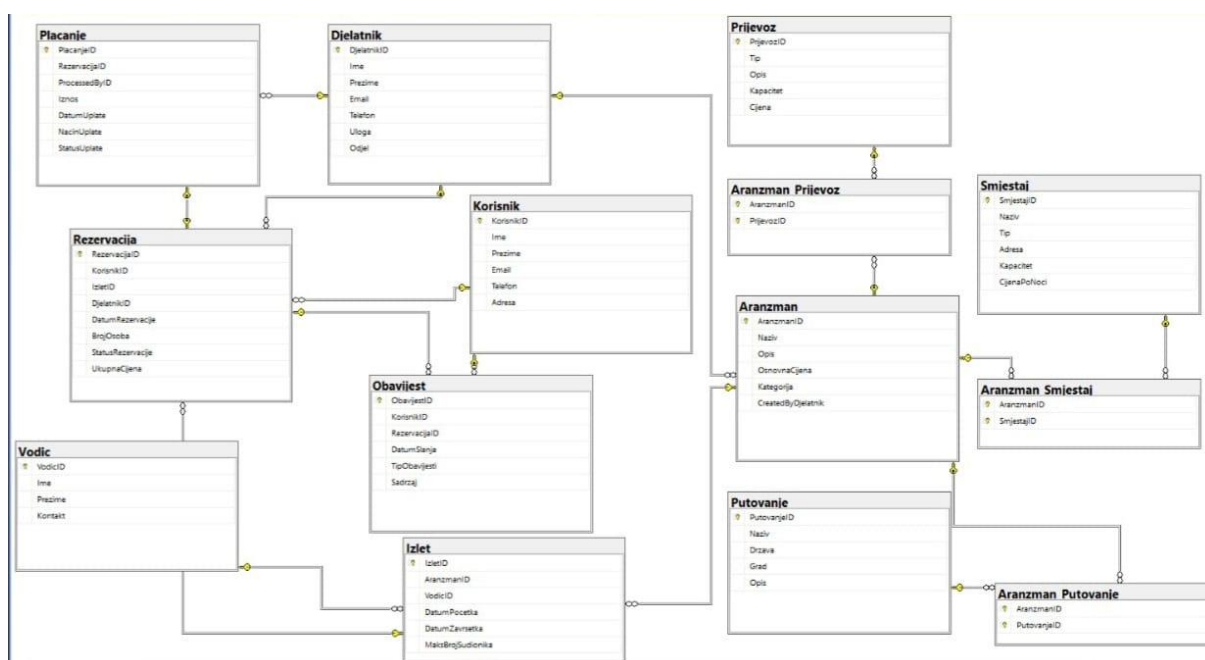 Placanje
PlacanjeID
RezervacijaID
ProcessedByID
Iznos
DatumUplate
NacinUplate
StatusUplate
Djelatnik
DjelatnikID
Ime
Prezime
Email
Telefon
Uloga
Odjel
Prijevoz
PrijevozID
Tip
Opis
Kapacitet
Cijena
Aranzman_Prijevoz
AranzmanID
PrijevozID
Smjestaj
SmjestajID
Naziv
Tip
Adresa
Kapacitet
CijenaPoNoci
Korisnik
KorisnikID
Ime
Prezime
Email
Telefon
Adresa
Rezervacija
RezervacijaID
KorisnikID
IzletID
DjelatnikID
DatumRezervacije
BrojOsoba
StatusRezervacije
UkupnaCijena
Aranzman
AranzmanID
Naziv
Opis
OsnovnaCijena
Kategorija
CreatedByDjelatnik
Obavijest
ObavijestID
KorisnikID
RezervacijaID
DatumSlanja
TipObavijesti
Sadrzaj
Aranzman_Smjestaj
AranzmanID
SmjestajID
Vodic
VodicID
Ime
Prezime
Kontakt
Putovanje
PutovanjeID
Naziv
Drzava
Grad
Opis
Izlet
IzletID
AranzmanID
VodicID
DatumPocetka
DatumZavrsetka
MaksBrojSudionika
Aranzman_Putovanje
AranzmanID
PutovanjeID